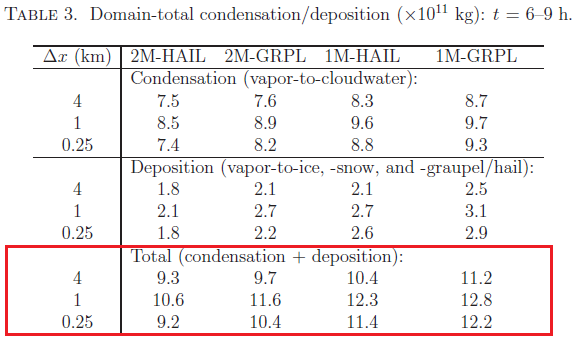 TABLE 3. Domain-total condensation/deposition (×10¹¹ kg): t = 6–9 h.
Δx (km) 2M-HAIL 2M-GRPL 1M-HAIL 1M-GRPL
Condensation (vapor-to-cloudwater):
4 7.5 7.6 8.3 8.7
1 8.5 8.9 9.6 9.7
0.25 7.4 8.2 8.8 9.3
Deposition (vapor-to-ice, -snow, and -graupel/hail):
4 1.8 2.1 2.1 2.5
1 2.1 2.7 2.7 3.1
0.25 1.8 2.2 2.6 2.9
Total (condensation + deposition):
4 9.3 9.7 10.4 11.2
1 10.6 11.6 12.3 12.8
0.25 9.2 10.4 11.4 12.2